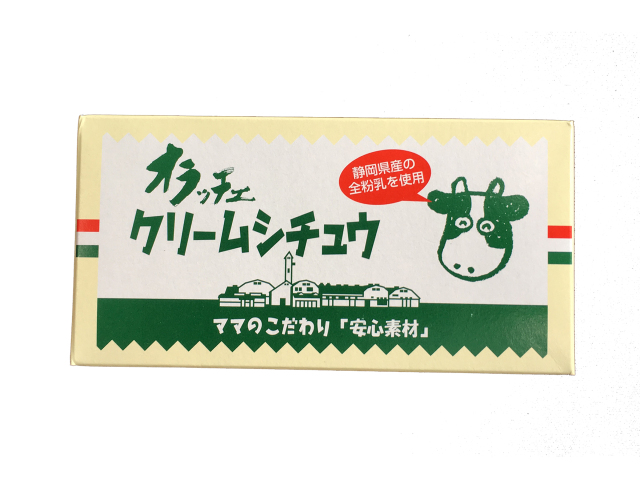 オラッチェ
静岡県産の
全粉乳を使用
クリームシチュウ
ママのこだわり「安心素材」